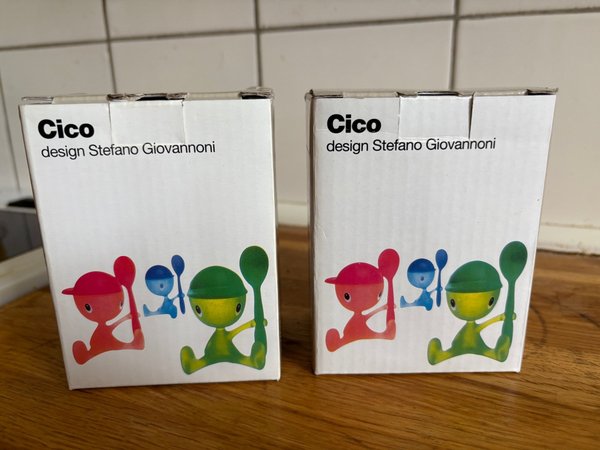 Cico
design Stefano Giovannoni
Cico
design Stefano Giovannoni